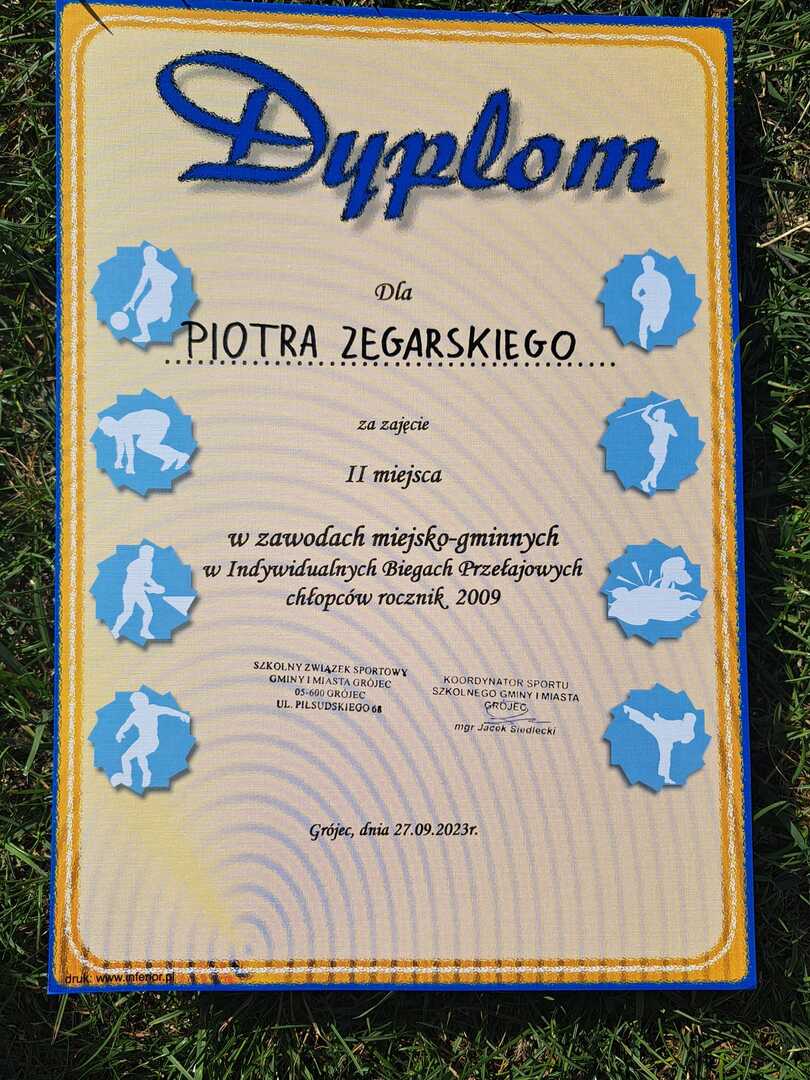 Dyplom
Dla
PIOTRA ZEGARSKIEGO
za zajęcie
II miejsca
w zawodach miejsko-gminnych
w Indywidualnych Biegach Przełajowych
chłopców rocznik 2009
SZKOLNY ZWIĄZEK SPORTOWY
GMINY I MIASTA GRÓJEC
05-600 GRÓJEC
UL. PIŁSUDSKIEGO 68
KOORDYNATOR SPORTU
SZKOLNEGO GMINY I MIASTA
GRÓJEC
mgr Jacek Siedlecki
Grójec, dnia 27.09.2023r.
druk: www.inferior.pl